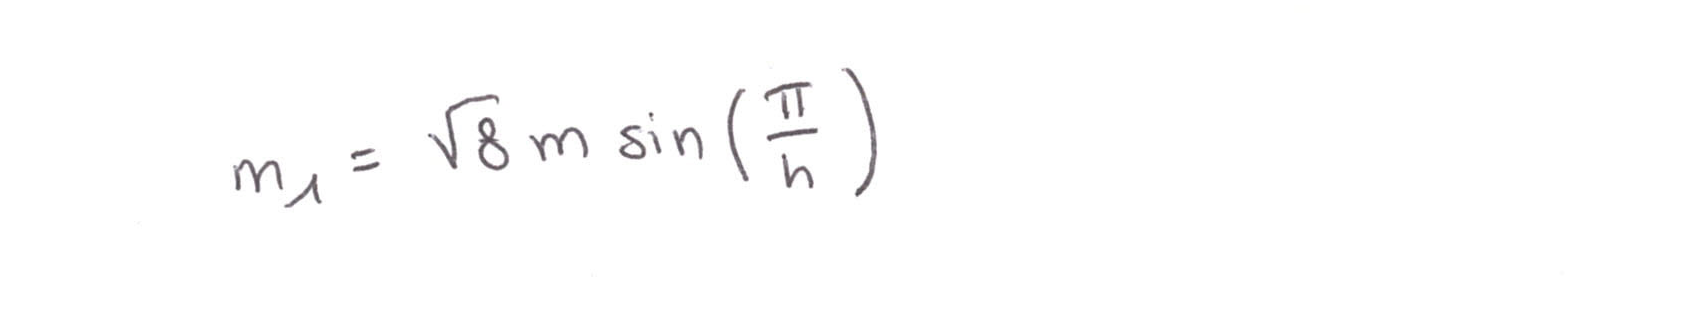 m₁ = √8 m sin(π/h)